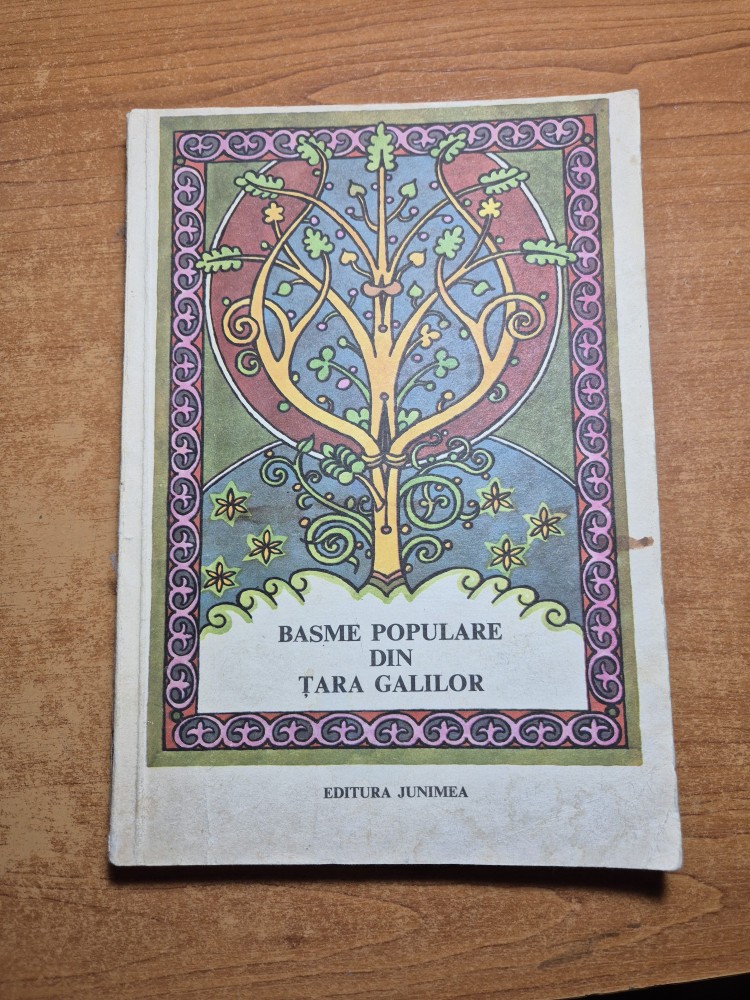 BASME POPULARE
DIN
ȚARA GALILOR
EDITURA JUNIMEA